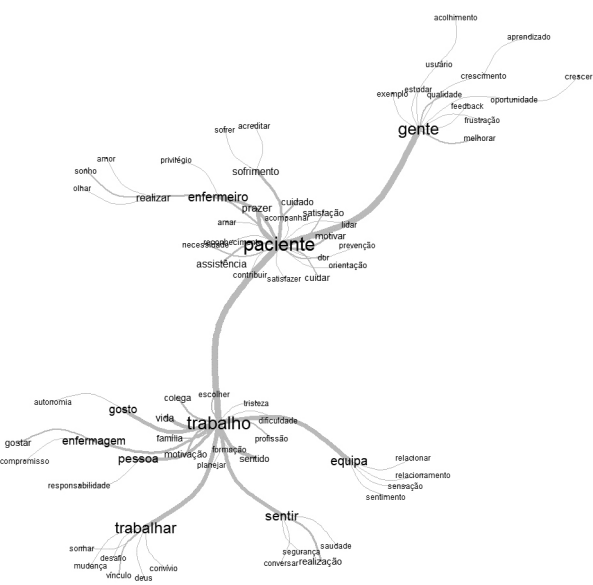 acolhimento
aprendizado
usuário
crescimento
crescer
exemplo
estudar
qualidade
oportunidade
feedback
frustração
gente
melhorar
sofrer
acreditar
amor
privilégio
sonho
sofrimento
olhar
realizar
enfermeiro
cuidado
prazer
satisfação
amar
acompanhar
lidar
motivar
necessidade
reconhecimento
paciente
prevenção
dor
assistência
orientação
contribuir
satisfazer
cuidar
escolher
colega
autonomia
tristeza
gosto
vida
trabalho
dificuldade
gostar
enfermagem
família
profissão
formação
compromisso
pessoa
motivação
sentido
planejar
equipa
relacionar
relacionamento
responsabilidade
sensação
sentimento
sentir
trabalhar
saudade
sonhar
segurança
desafio
conversar
realização
mudança
convívio
vínculo
deus